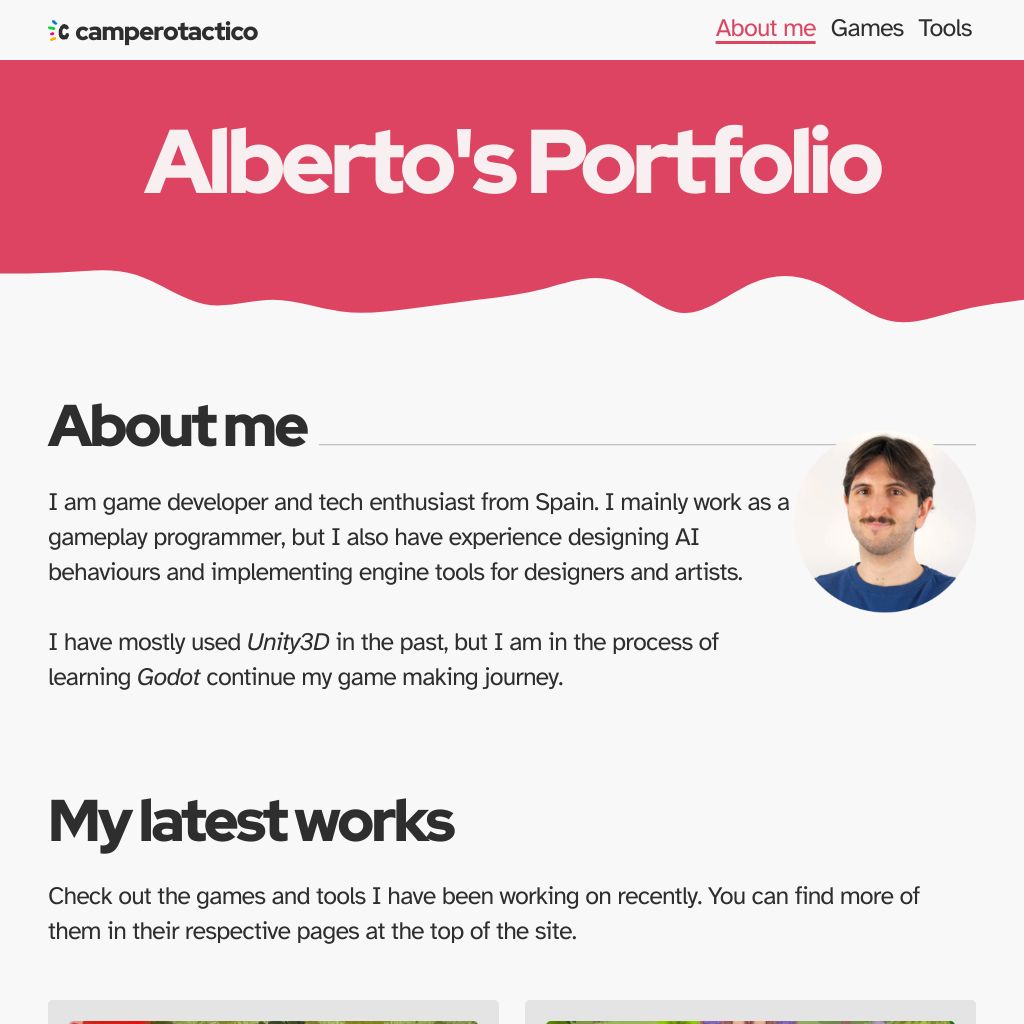 camperotactico
About me Games Tools
Alberto's Portfolio
About me
I am game developer and tech enthusiast from Spain. I mainly work as a
gameplay programmer, but I also have experience designing AI
behaviours and implementing engine tools for designers and artists.
I have mostly used Unity3D in the past, but I am in the process of
learning Godot continue my game making journey.
My latest works
Check out the games and tools I have been working on recently. You can find more of
them in their respective pages at the top of the site.